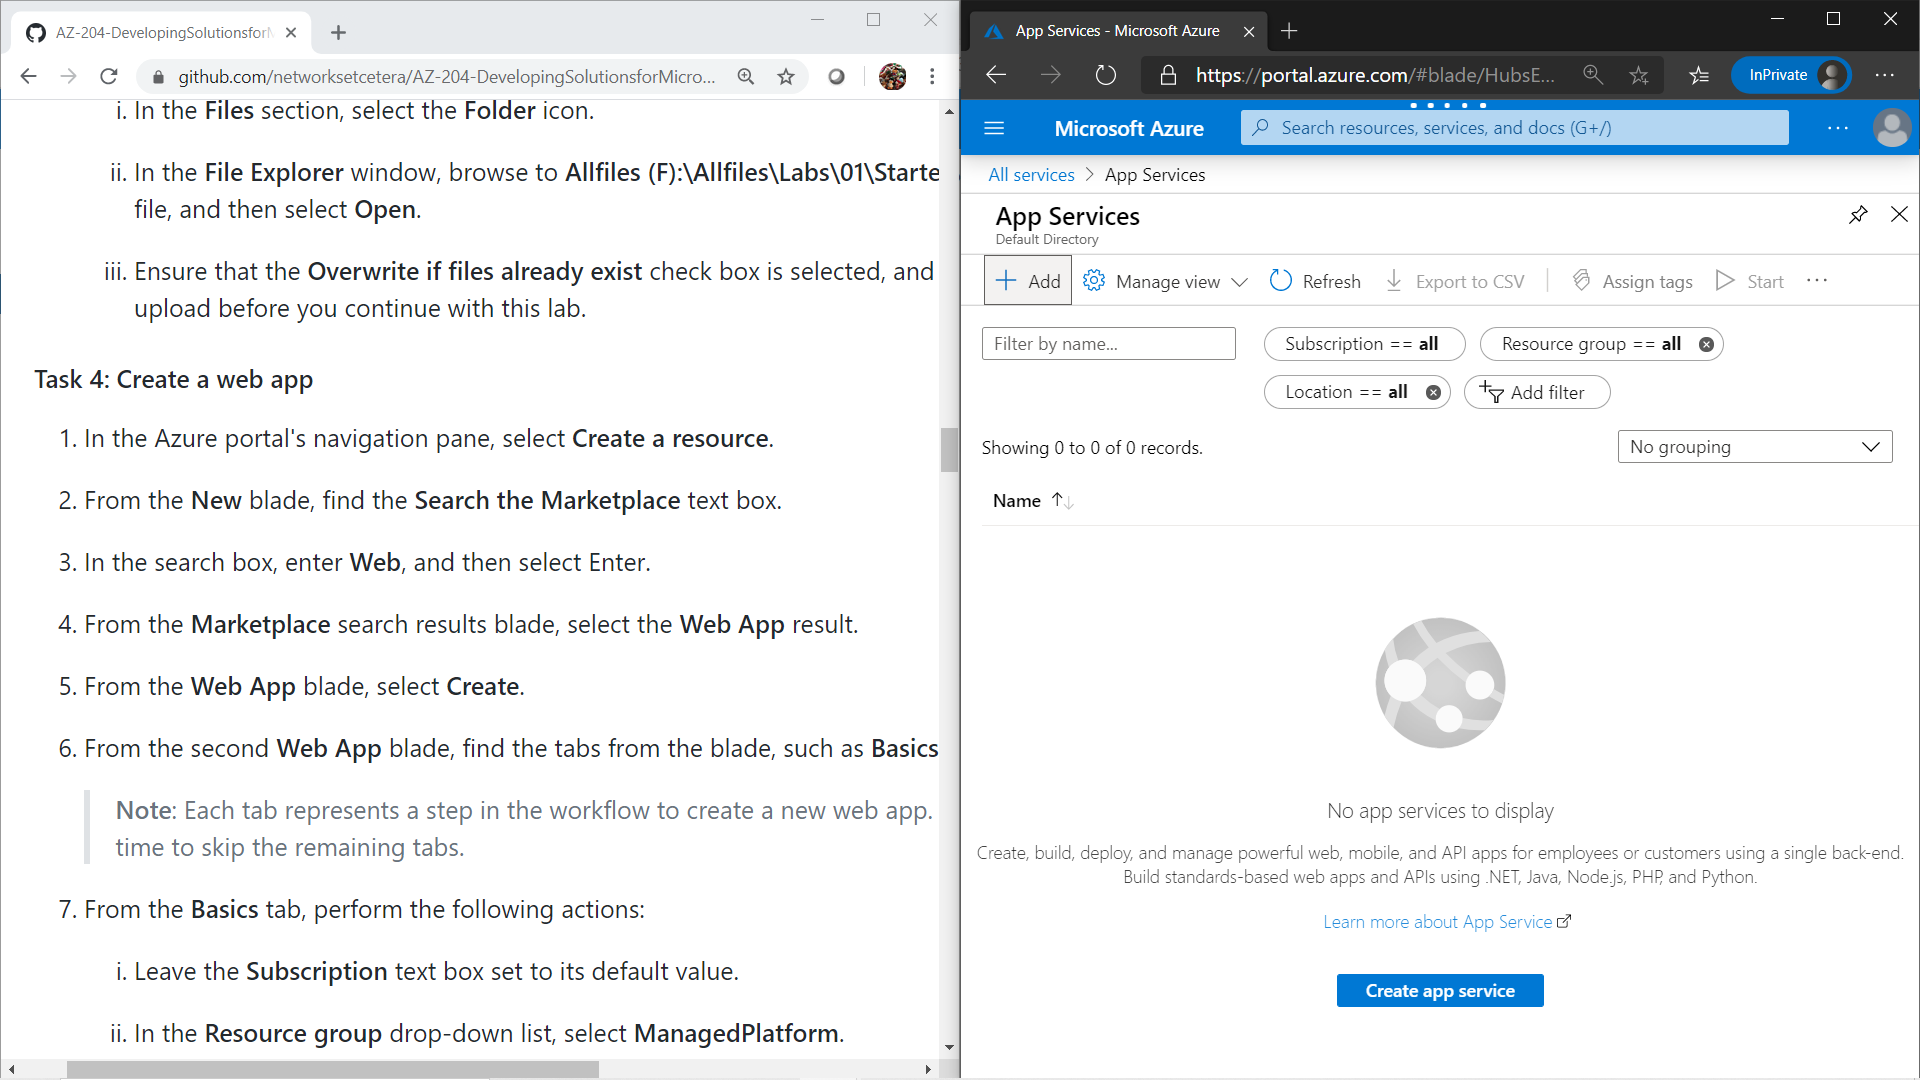 AZ-204-DevelopingSolutionsforM
github.com/networksetcetera/AZ-204-DevelopingSolutionsforMicro...
i. In the Files section, select the Folder icon.
ii. In the File Explorer window, browse to Allfiles (F):\Allfiles\Labs\01\Starte
file, and then select Open.
iii. Ensure that the Overwrite if files already exist check box is selected, and
upload before you continue with this lab.
Task 4: Create a web app
1. In the Azure portal's navigation pane, select Create a resource.
2. From the New blade, find the Search the Marketplace text box.
3. In the search box, enter Web, and then select Enter.
4. From the Marketplace search results blade, select the Web App result.
5. From the Web App blade, select Create.
6. From the second Web App blade, find the tabs from the blade, such as Basics
Note: Each tab represents a step in the workflow to create a new web app.
time to skip the remaining tabs.
7. From the Basics tab, perform the following actions:
i. Leave the Subscription text box set to its default value.
ii. In the Resource group drop-down list, select ManagedPlatform.
App Services - Microsoft Azure
https://portal.azure.com/#blade/HubsE...
InPrivate
Microsoft Azure
Search resources, services, and docs (G+/)
All services > App Services
App Services
Default Directory
Add
Manage view
Refresh
Export to CSV
Assign tags
Start
Filter by name...
Subscription == all
Resource group == all
Location == all
Add filter
Showing 0 to 0 of 0 records.
No grouping
Name
No app services to display
Create, build, deploy, and manage powerful web, mobile, and API apps for employees or customers using a single back-end.
Build standards-based web apps and APIs using .NET, Java, Node.js, PHP, and Python.
Learn more about App Service
Create app service